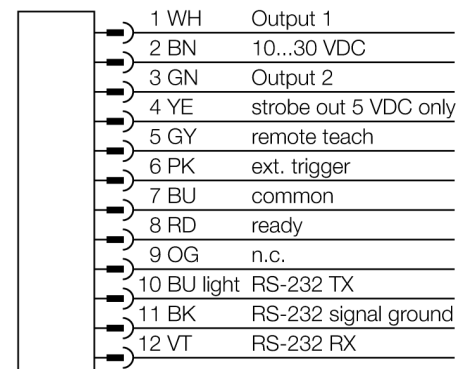 1 WH Output 1
2 BN 10...30 VDC
3 GN Output 2
4 YE strobe out 5 VDC only
5 GY remote teach
6 PK ext. trigger
7 BU common
8 RD ready
9 OG n.c.
10 BU light RS-232 TX
11 BK RS-232 signal ground
12 VT RS-232 RX